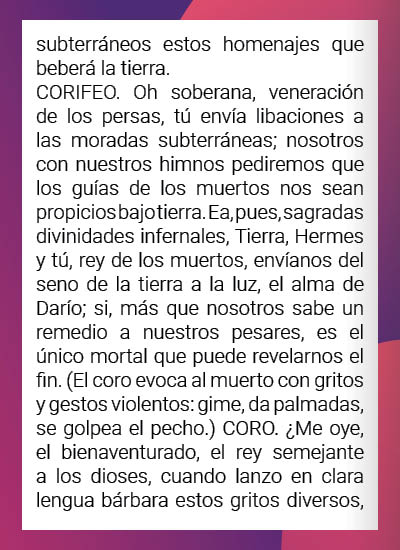 subterráneos estos homenajes que
beberá la tierra.
CORIFEO. Oh soberana, veneración
de los persas, tú envía libaciones a
las moradas subterráneas; nosotros
con nuestros himnos pediremos que
los guías de los muertos nos sean
propicios bajo tierra. Ea, pues, sagradas
divinidades infernales, Tierra, Hermes
y tú, rey de los muertos, envíanos del
seno de la tierra a la luz, el alma de
Darío; si, más que nosotros sabe un
remedio a nuestros pesares, es el
único mortal que puede revelarnos el
fin. (El coro evoca al muerto con gritos
y gestos violentos: gime, da palmadas,
se golpea el pecho.) CORO. ¿Me oye,
el bienaventurado, el rey semejante
a los dioses, cuando lanzo en clara
lengua bárbara estos gritos diversos,